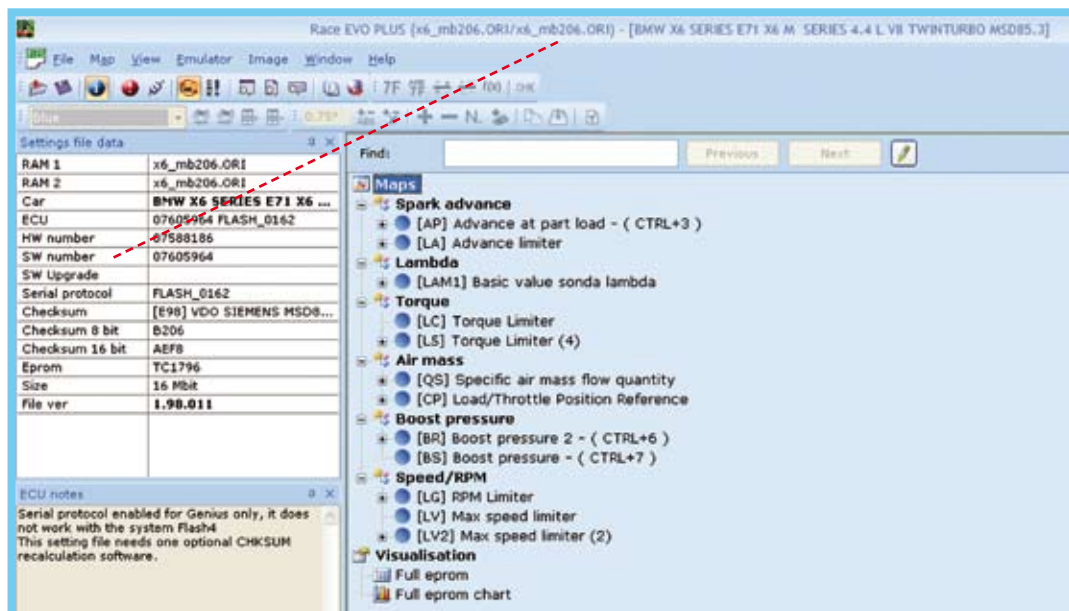 Race EVO PLUS (x6_mb206.ORI/x6_mb206.ORI) - [BMW X6 SERIES E71 X6 M SERIES 4.4 L V8 TWINTURBO MSD85.3]
File Map View Emulator Image Window Help
7F
Blue 0.75°
Settings file data
RAM 1 x6_mb206.ORI
RAM 2 x6_mb206.ORI
Car BMW X6 SERIES E71 X6 ...
ECU 07605964 FLASH_0162
HW number 07588186
SW number 07605964
SW Upgrade
Serial protocol FLASH_0162
Checksum [E98] VDO SIEMENS MSD8...
Checksum 8 bit B206
Checksum 16 bit AEF8
Eprom TC1796
Size 16 Mbit
File ver 1.98.011
ECU notes
Serial protocol enabled for Genius only, it does
not work with the system Flash4
This setting file needs one optional CHKSUM
recalculation software.
Find: Previous Next
Maps
Spark advance
[AP] Advance at part load - ( CTRL+3 )
[LA] Advance limiter
Lambda
[LAM1] Basic value sonda lambda
Torque
[LC] Torque Limiter
[LS] Torque Limiter (4)
Air mass
[QS] Specific air mass flow quantity
[CP] Load/Throttle Position Reference
Boost pressure
[BR] Boost pressure 2 - ( CTRL+6 )
[BS] Boost pressure - ( CTRL+7 )
Speed/RPM
[LG] RPM Limiter
[LV] Max speed limiter
[LV2] Max speed limiter (2)
Visualisation
Full eprom
Full eprom chart